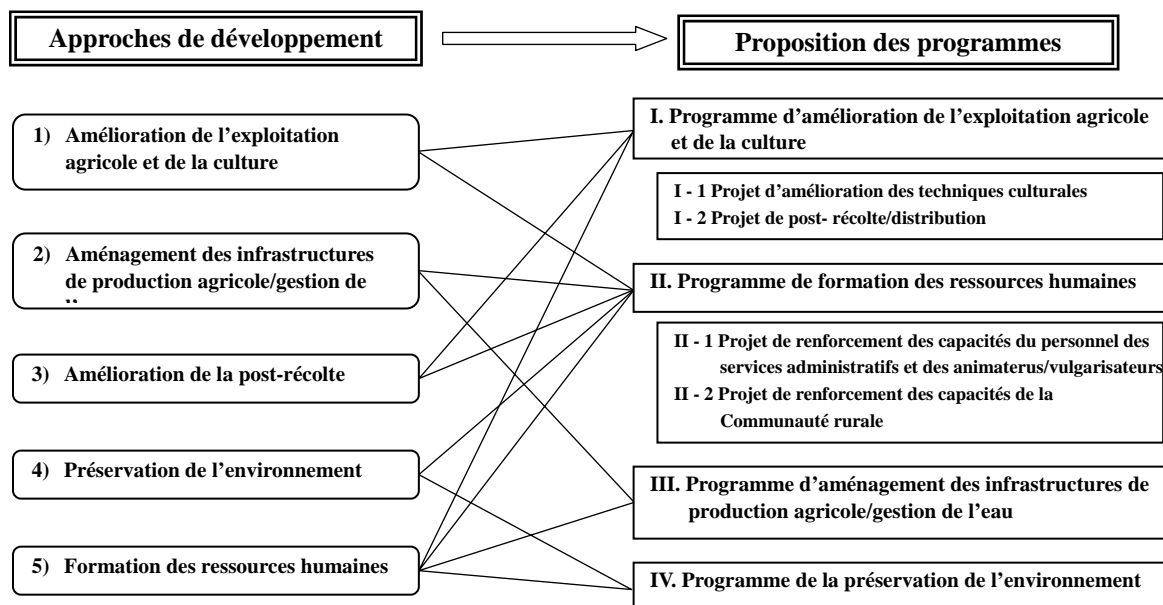 Approches de développement
Proposition des programmes
1) Amélioration de l’exploitation
agricole et de la culture
2) Aménagement des infrastructures
de production agricole/gestion de
3) Amélioration de la post-récolte
4) Préservation de l’environnement
5) Formation des ressources humaines
I. Programme d’amélioration de l’exploitation agricole
et de la culture
I - 1 Projet d’amélioration des techniques culturales
I - 2 Projet de post- récolte/distribution
II. Programme de formation des ressources humaines
II - 1 Projet de renforcement des capacités du personnel des
services administratifs et des animaterus/vulgarisateurs
II - 2 Projet de renforcement des capacités de la
Communauté rurale
III. Programme d’aménagement des infrastructures de
production agricole/gestion de l’eau
IV. Programme de la préservation de l’environnement